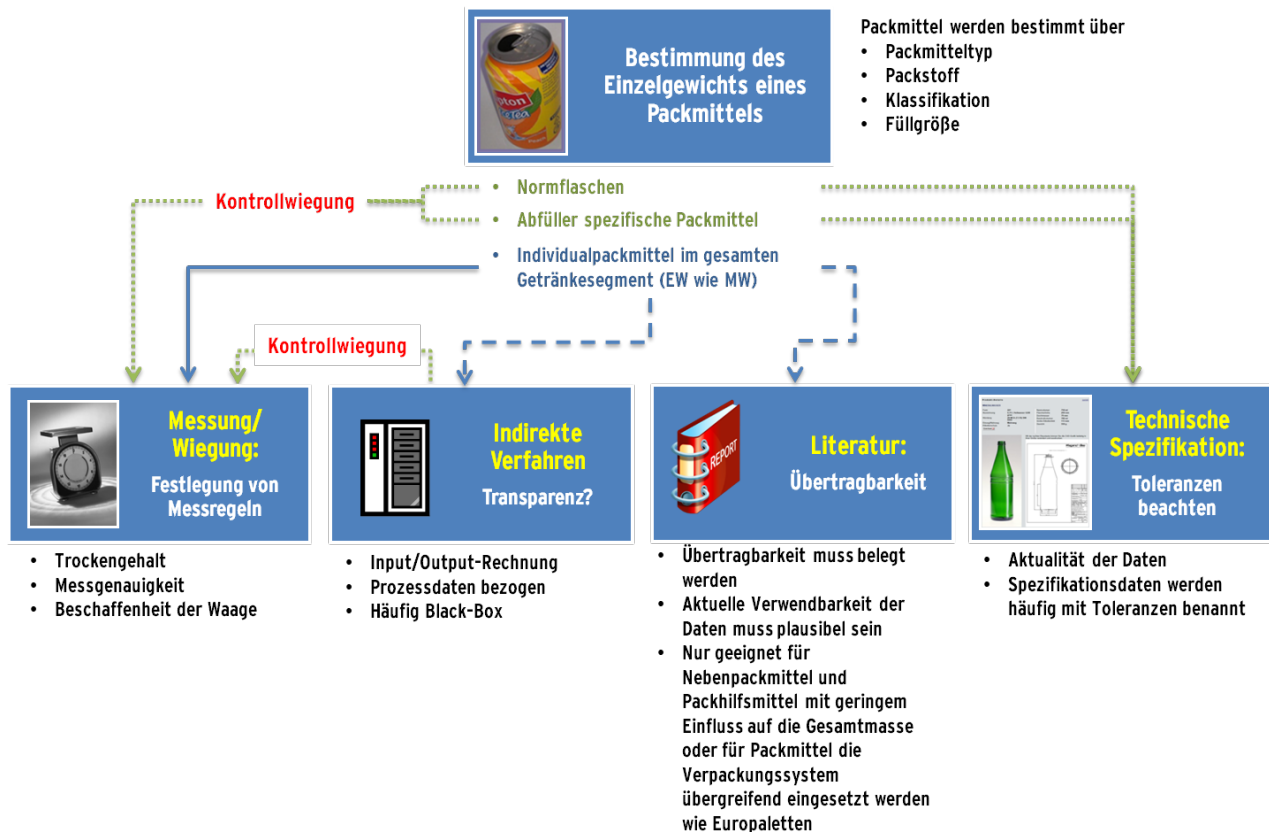 Bestimmung des
Einzelgewichts eines
Packmittels
Packmittel werden bestimmt über
• Packmitteltyp
• Packstoff
• Klassifikation
• Füllgröße
Kontrollwiegung
• Normflaschen
• Abfüller spezifische Packmittel
• Individualpackmittel im gesamten
Getränkesegment (EW wie MW)
Kontrollwiegung
Messung/
Wiegung:
Festlegung von
Messregeln
• Trockengehalt
• Messgenauigkeit
• Beschaffenheit der Waage
Indirekte
Verfahren
Transparenz?
• Input/Output-Rechnung
• Prozessdaten bezogen
• Häufig Black-Box
REPORT
Literatur:
Übertragbarkeit
• Übertragbarkeit muss belegt
werden
• Aktuelle Verwendbarkeit der
Daten muss plausibel sein
• Nur geeignet für
Nebenpackmittel und
Packhilfsmittel mit geringem
Einfluss auf die Gesamtmasse
oder für Packmittel die
Verpackungssystem
übergreifend eingesetzt werden
wie Europaletten
Technische
Spezifikation:
Toleranzen
beachten
• Aktualität der Daten
• Spezifikationsdaten werden
häufig mit Toleranzen benannt